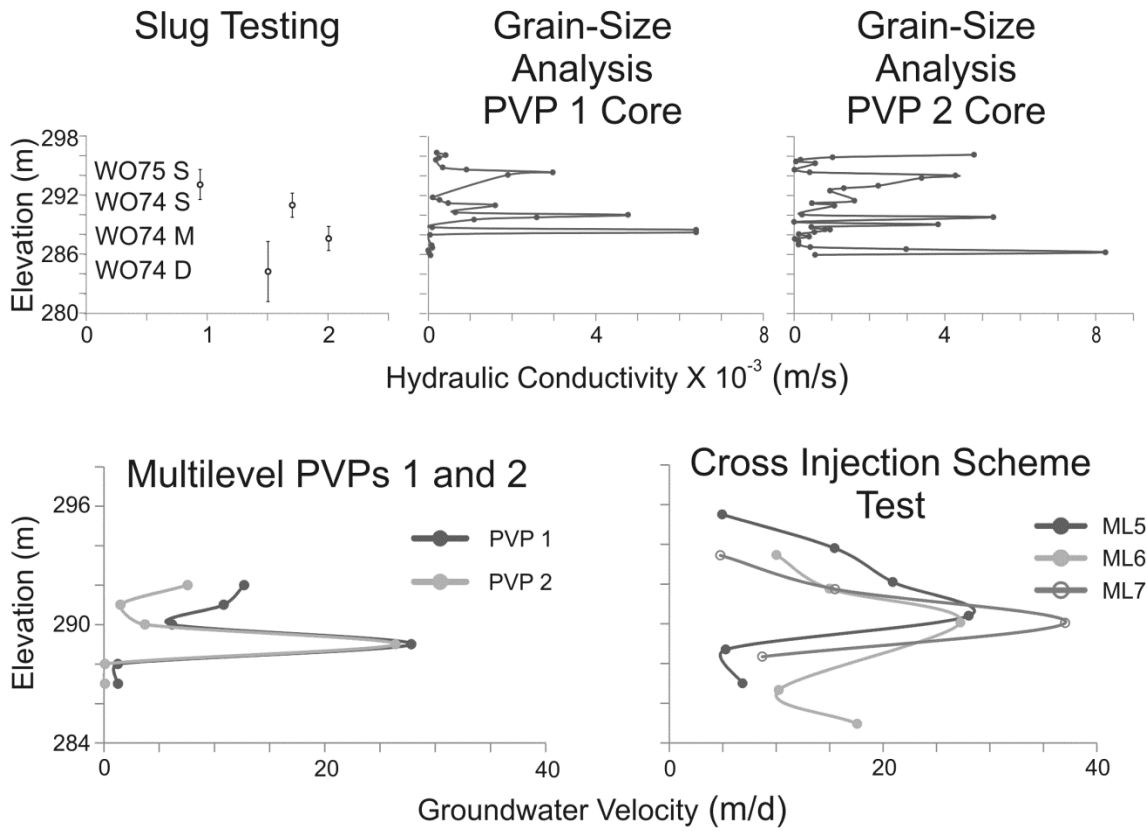 Slug Testing
Grain-Size
Analysis
PVP 1 Core
Grain-Size
Analysis
PVP 2 Core
Elevation (m)
298
292
286
280
WO75 S
WO74 S
WO74 M
WO74 D
0 1 2
0 4 8
0 4 8
Hydraulic Conductivity X 10⁻³ (m/s)
Multilevel PVPs 1 and 2
Cross Injection Scheme
Test
Elevation (m)
296
290
284
PVP 1
PVP 2
ML5
ML6
ML7
0 20 40
0 20 40
Groundwater Velocity (m/d)